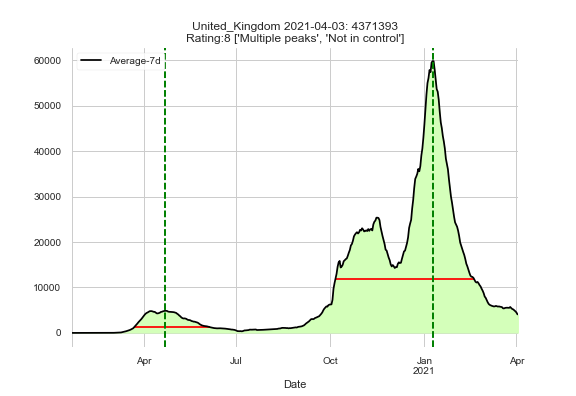 United_Kingdom 2021-04-03: 4371393
Rating:8 ['Multiple peaks', 'Not in control']
Average-7d
60000
50000
40000
30000
20000
10000
0
Apr Jul Oct Jan Apr
2021
Date